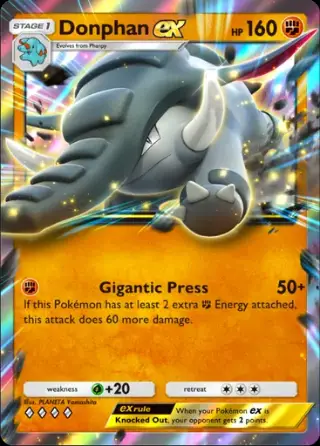 STAGE 1
Donphan ex
HP 160
Evolves from Phanpy
Gigantic Press 50+
If this Pokémon has at least 2 extra Energy attached,
this attack does 60 more damage.
weakness +20 retreat
Illus. PLANETA Yamashita
ex rule
When your Pokémon ex is
Knocked Out, your opponent gets 2 points.